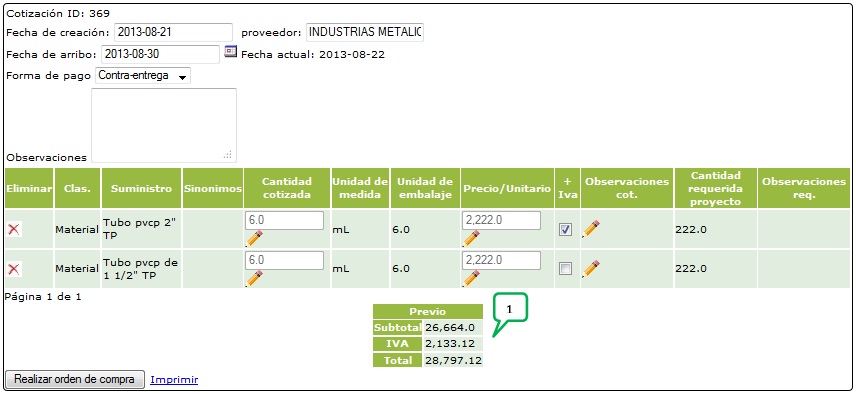 Cotización ID: 369
Fecha de creación: 2013-08-21 proveedor: INDUSTRIAS METALIC
Fecha de arribo: 2013-08-30 Fecha actual: 2013-08-22
Forma de pago Contra-entrega
Observaciones
Eliminar Clas. Suministro Sinonimos Cantidad cotizada Unidad de medida Unidad de embalaje Precio/Unitario + Iva Observaciones cot. Cantidad requerida proyecto Observaciones req.
Material Tubo pvcp 2" TP 6.0 mL 6.0 2,222.0 222.0
Material Tubo pvcp de 1 1/2" TP 6.0 mL 6.0 2,222.0 222.0
Página 1 de 1
Previo
Subtotal 26,664.0
IVA 2,133.12
Total 28,797.12
1
Realizar orden de compra Imprimir